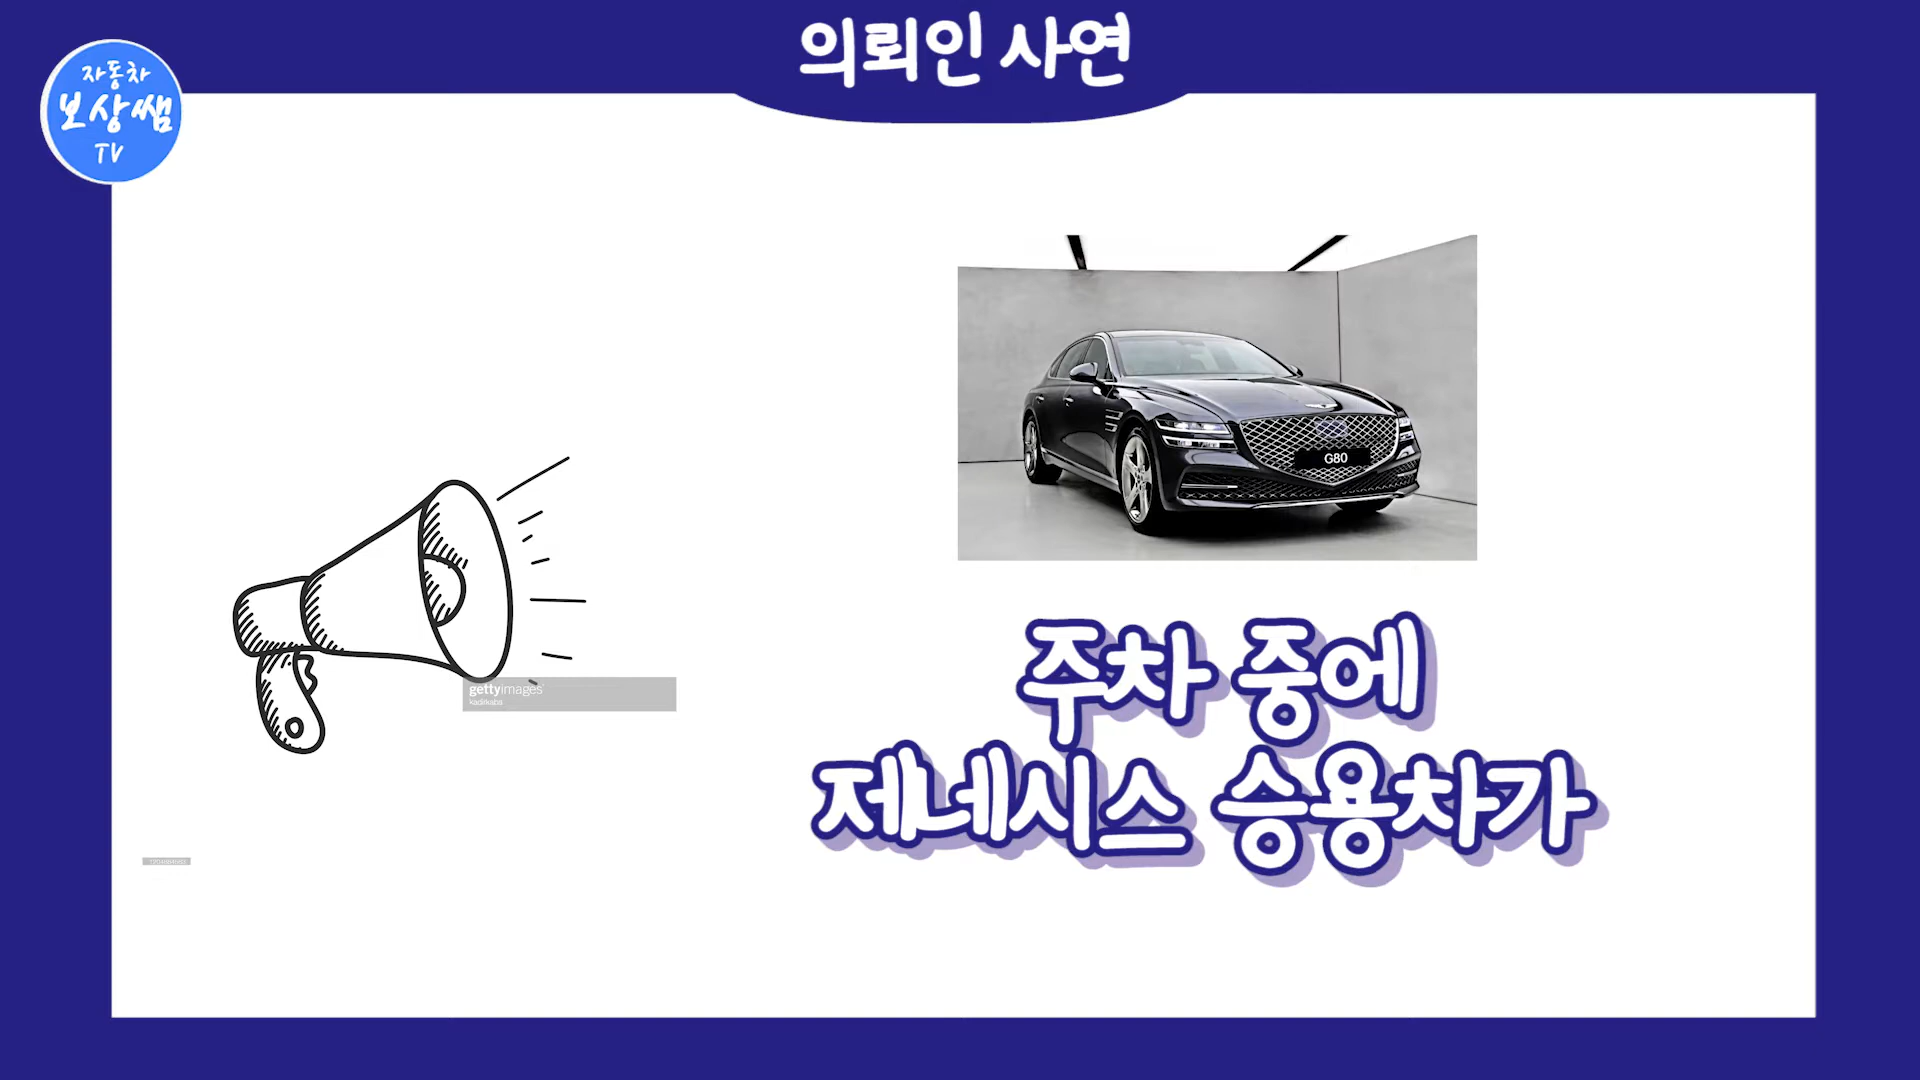 의뢰인 사연
자동차
보상쌤
TV
G80
gettyimages
kadirkaba
주차 중에
제네시스 승용차가